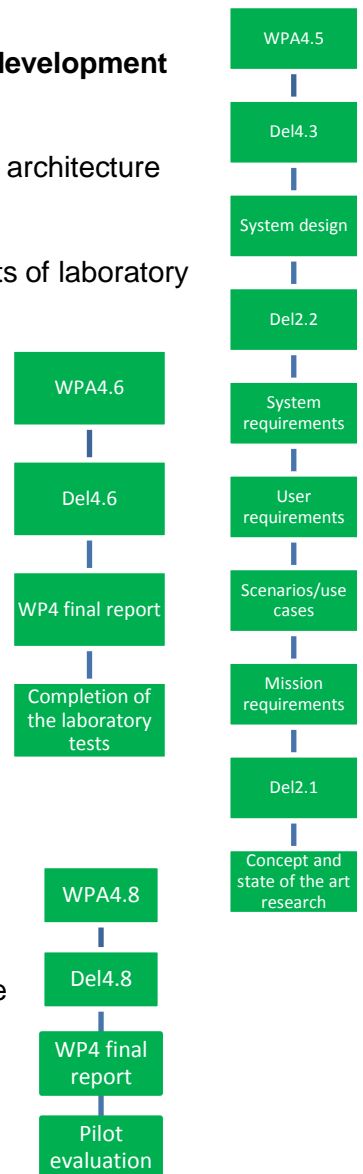 development
architecture
ts of laboratory
WPA4.6
Del4.6
WP4 final report
Completion of
the laboratory
tests
WPA4.8
e
Del4.8
WP4 final
report
Pilot
evaluation
WPA4.5
Del4.3
System design
Del2.2
System
requirements
User
requirements
Scenarios/use
cases
Mission
requirements
Del2.1
Concept and
state of the art
research